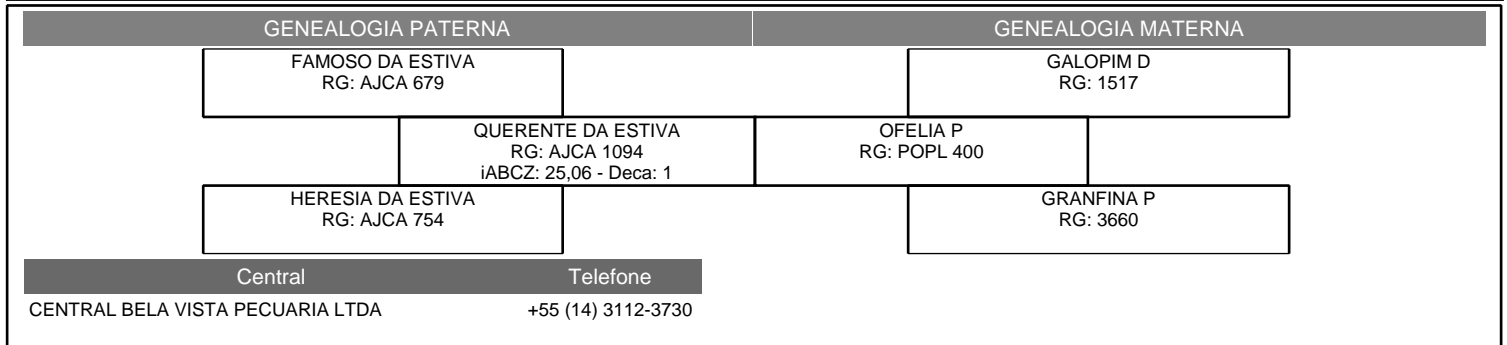 GENEALOGIA PATERNA
GENEALOGIA MATERNA
FAMOSO DA ESTIVA
RG: AJCA 679
GALOPIM D
RG: 1517
QUERENTE DA ESTIVA
RG: AJCA 1094
iABCZ: 25,06 - Deca: 1
OFELIA P
RG: POPL 400
HERESIA DA ESTIVA
RG: AJCA 754
GRANFINA P
RG: 3660
Central
Telefone
CENTRAL BELA VISTA PECUARIA LTDA
+55 (14) 3112-3730